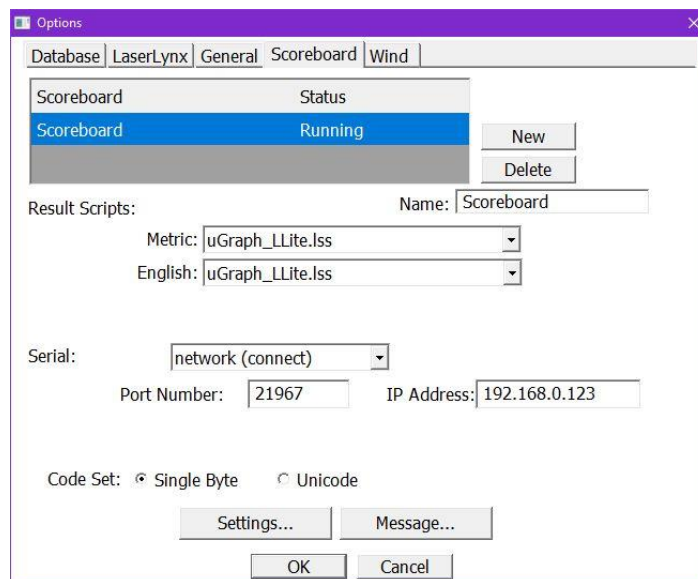 Options
Database LaserLynx General Scoreboard Wind
Scoreboard Status
Scoreboard Running
New
Delete
Result Scripts: Name: Scoreboard
Metric: uGraph_LLite.lss
English: uGraph_LLite.lss
Serial: network (connect)
Port Number: 21967 IP Address: 192.168.0.123
Code Set: Single Byte Unicode
Settings... Message...
OK Cancel